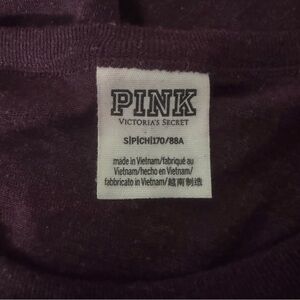 PINK
VICTORIA'S SECRET
S|P|CH|170/88A
made in Vietnam/fabriqué au
Vietnam/hecho en Vietnam/
fabbricato in Vietnam/越南制造